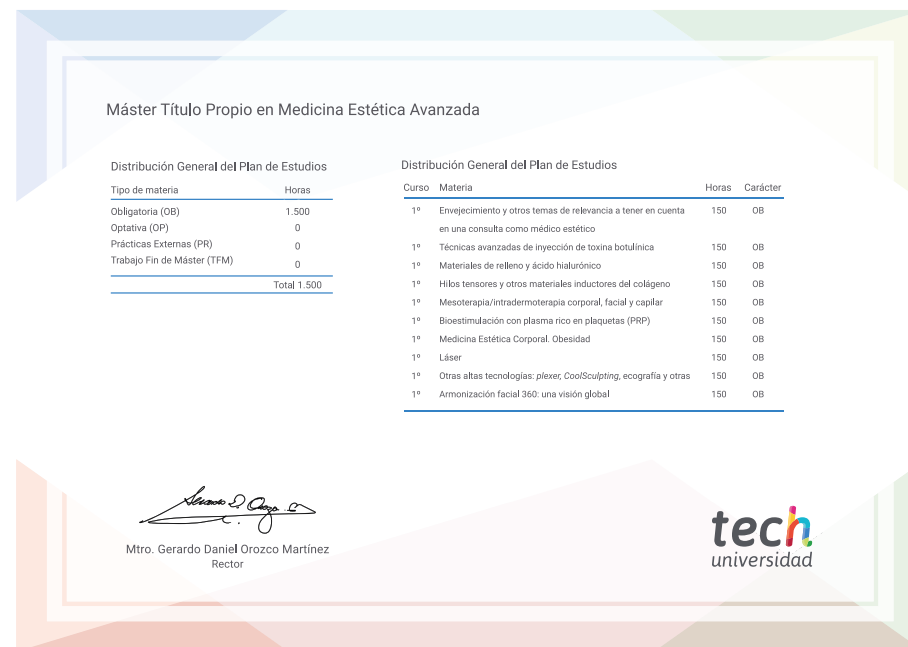 Máster Título Propio en Medicina Estética Avanzada
Distribución General del Plan de Estudios
Tipo de materia Horas
Obligatoria (OB) 1.500
Optativa (OP) 0
Prácticas Externas (PR) 0
Trabajo Fin de Máster (TFM) 0
Total 1.500
Distribución General del Plan de Estudios
Curso Materia Horas Carácter
1º Envejecimiento y otros temas de relevancia a tener en cuenta 150 OB
en una consulta como médico estético
1º Técnicas avanzadas de inyección de toxina botulínica 150 OB
1º Materiales de relleno y ácido hialurónico 150 OB
1º Hilos tensores y otros materiales inductores del colágeno 150 OB
1º Mesoterapia/intradermoterapia corporal, facial y capilar 150 OB
1º Bioestimulación con plasma rico en plaquetas (PRP) 150 OB
1º Medicina Estética Corporal. Obesidad 150 OB
1º Láser 150 OB
1º Otras altas tecnologías: plexer, CoolSculpting, ecografía y otras 150 OB
1º Armonización facial 360: una visión global 150 OB
Mtro. Gerardo Daniel Orozco Martínez
Rector
tech
universidad